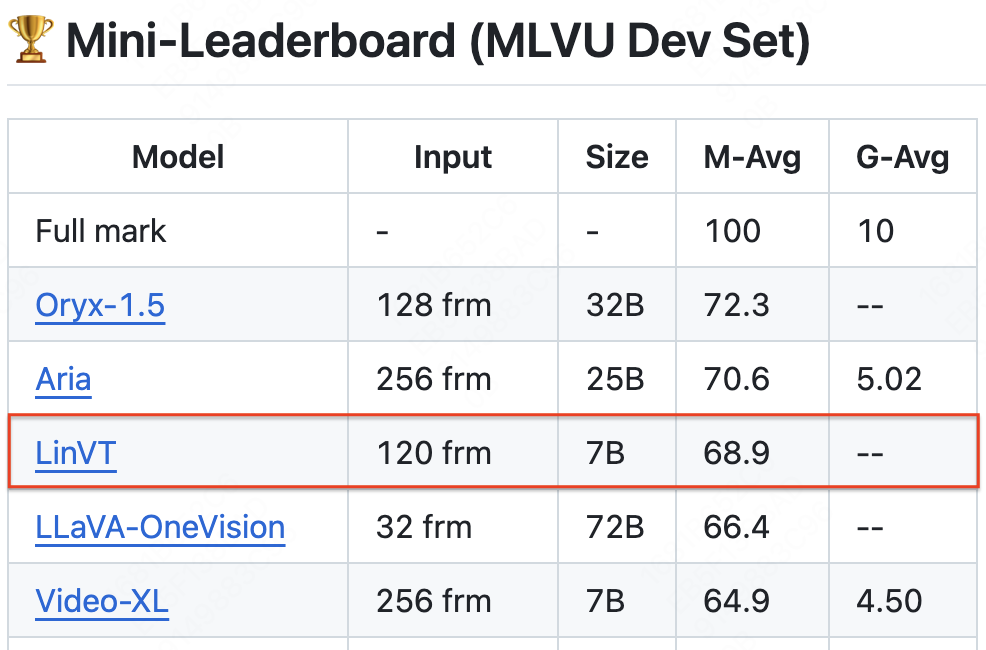 🏆 Mini-Leaderboard (MLVU Dev Set)
Model Input Size M-Avg G-Avg
Full mark - - 100 10
Oryx-1.5 128 frm 32B 72.3 --
Aria 256 frm 25B 70.6 5.02
LinVT 120 frm 7B 68.9 --
LLaVA-OneVision 32 frm 72B 66.4 --
Video-XL 256 frm 7B 64.9 4.50